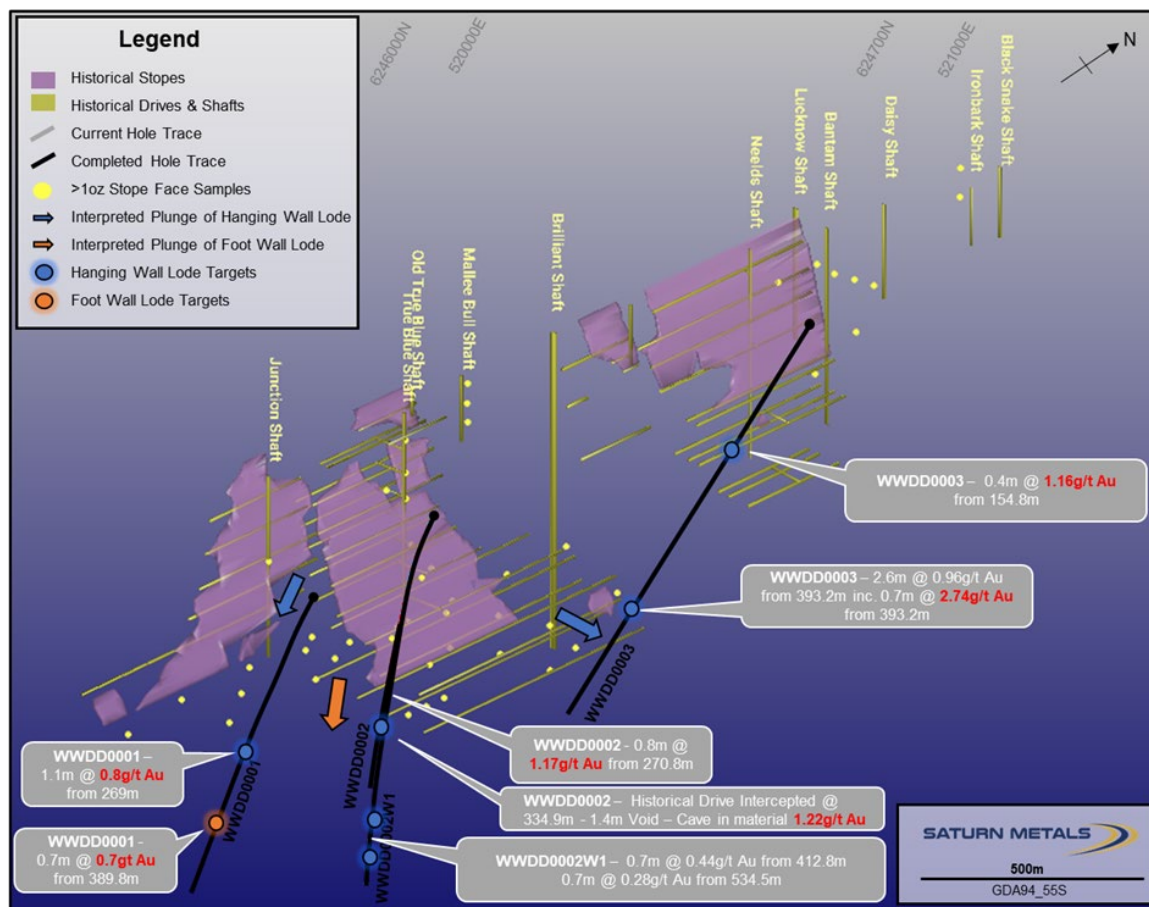 Legend
Historical Stopes
Historical Drives & Shafts
Current Hole Trace
Completed Hole Trace
>1oz Stope Face Samples
Interpreted Plunge of Hanging Wall Lode
Interpreted Plunge of Foot Wall Lode
Hanging Wall Lode Targets
Foot Wall Lode Targets
6246000N
520000E
624700N
521000E
N
Junction Shaft
Old True Blue Shaft
True Blue Shaft
Mallee Bull Shaft
Brilliant Shaft
Neelds Shaft
Lucknow Shaft
Bantam Shaft
Daisy Shaft
Ironbark Shaft
Black Snake Shaft
WWDD0003 – 0.4m @ 1.16g/t Au
from 154.8m
WWDD0003 – 2.6m @ 0.96g/t Au
from 393.2m inc. 0.7m @ 2.74g/t Au
from 393.2m
WWDD0003
WWDD0002 - 0.8m @
1.17g/t Au from 270.8m
WWDD0002 – Historical Drive Intercepted @
334.9m - 1.4m Void – Cave in material 1.22g/t Au
WWDD0002W1 – 0.7m @ 0.44g/t Au from 412.8m
0.7m @ 0.28g/t Au from 534.5m
WWDD0002
WWDD0002W1
WWDD0001 –
1.1m @ 0.8g/t Au
from 269m
WWDD0001
WWDD0001 -
0.7m @ 0.7gt Au
from 389.8m
SATURN METALS
500m
GDA94_55S